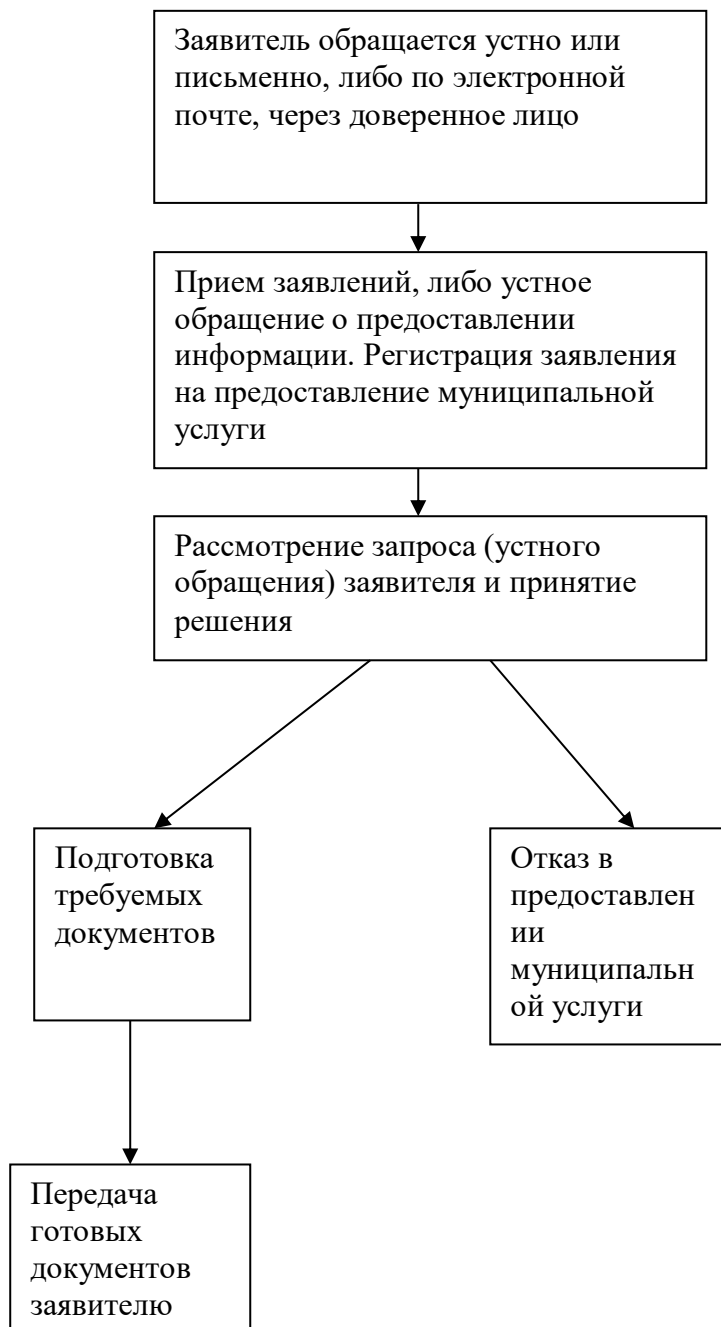 Заявитель обращается устно или
письменно, либо по электронной
почте, через доверенное лицо
Прием заявлений, либо устное
обращение о предоставлении
информации. Регистрация заявления
на предоставление муниципальной
услуги
Рассмотрение запроса (устного
обращения) заявителя и принятие
решения
Подготовка
требуемых
документов
Отказ в
предоставлен
ии
муниципальн
ой услуги
Передача
готовых
документов
заявителю